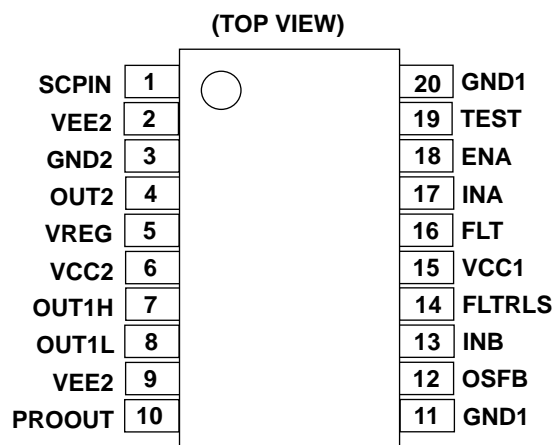 (TOP VIEW)
SCPIN 1 20 GND1
VEE2 2 19 TEST
GND2 3 18 ENA
OUT2 4 17 INA
VREG 5 16 FLT
VCC2 6 15 VCC1
OUT1H 7 14 FLTRLS
OUT1L 8 13 INB
VEE2 9 12 OSFB
PROOUT 10 11 GND1